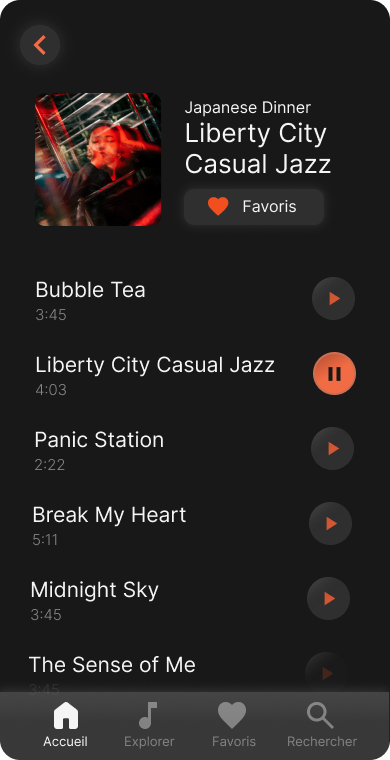 Japanese Dinner
Liberty City
Casual Jazz
Favoris
Bubble Tea
3:45
Liberty City Casual Jazz
4:03
Panic Station
2:22
Break My Heart
5:11
Midnight Sky
3:45
The Sense of Me
3:45
Accueil
Explorer
Favoris
Rechercher